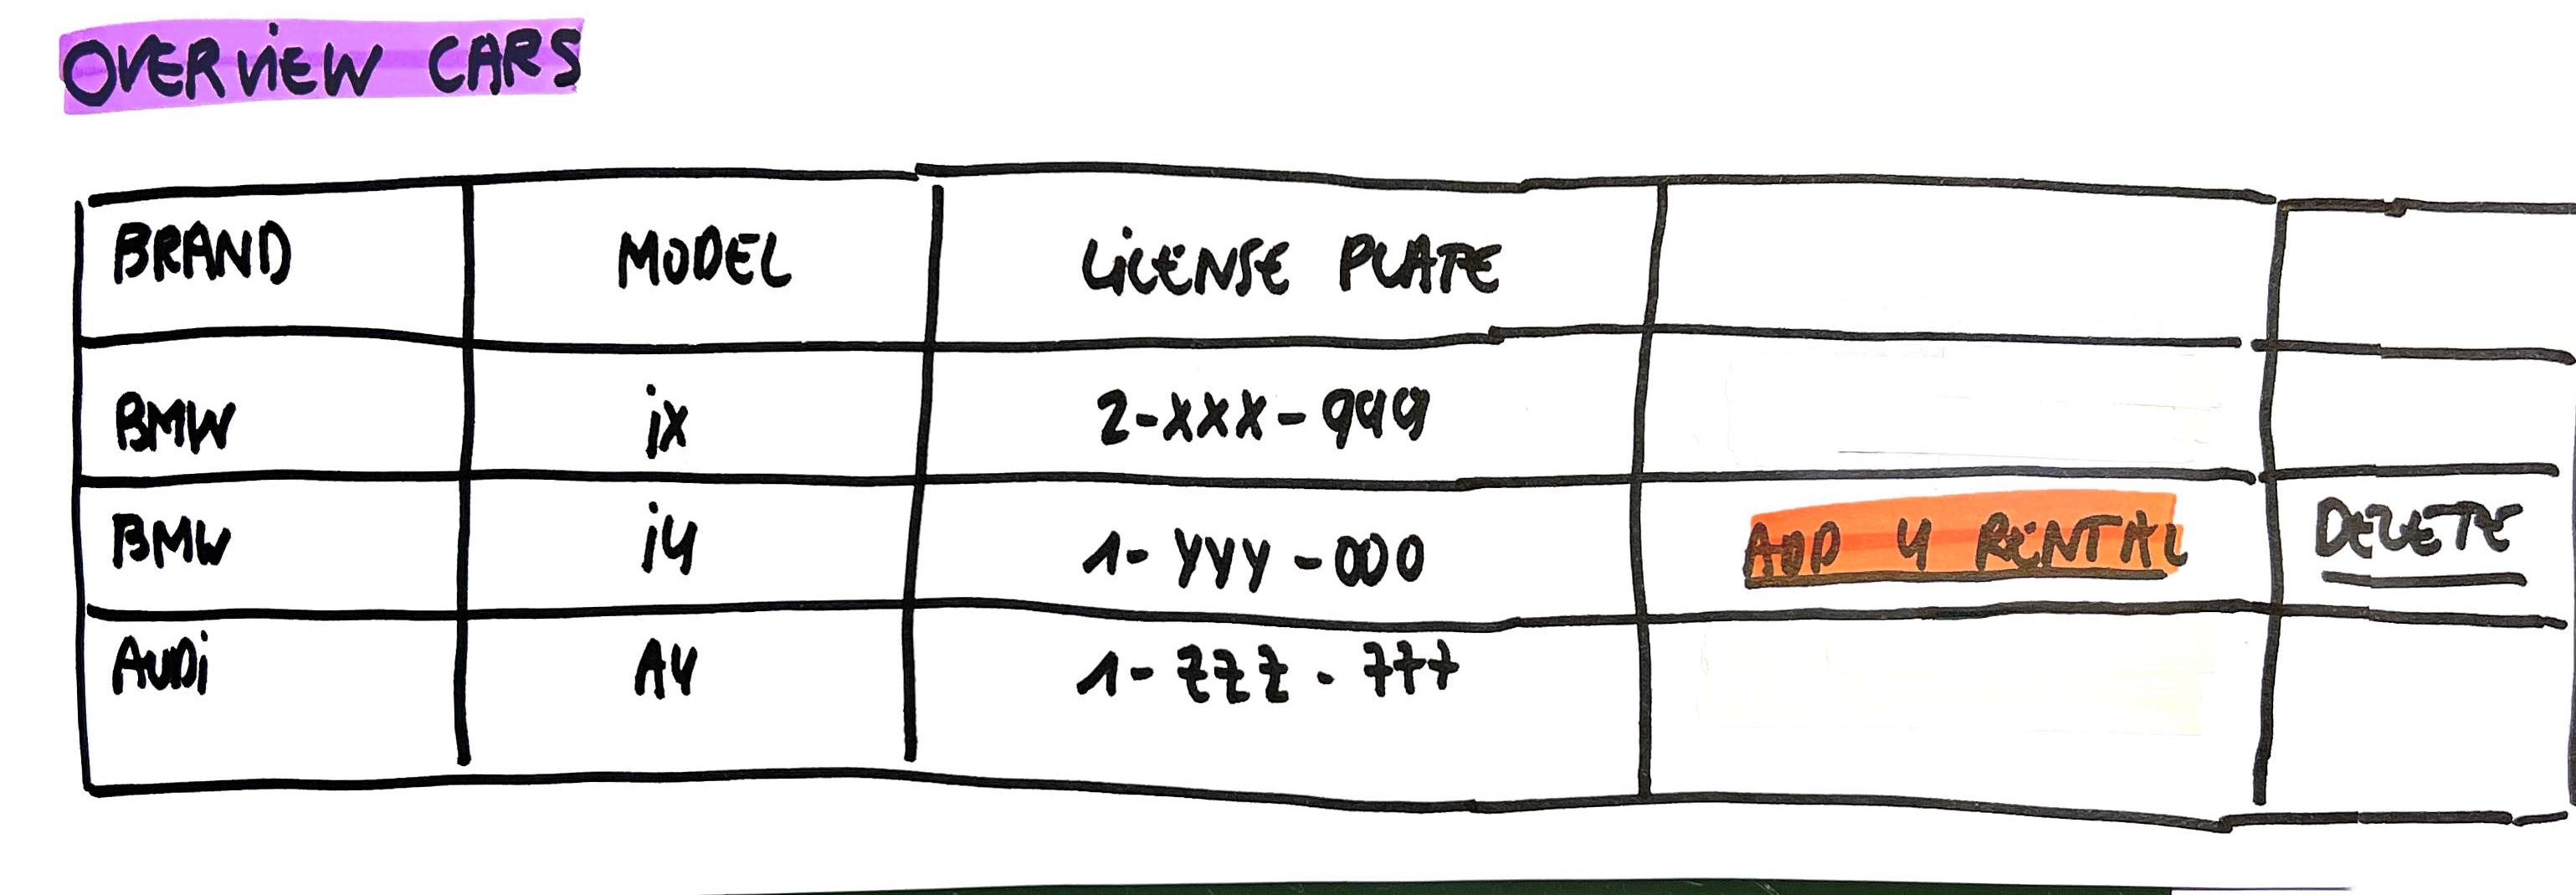 OVERViEW CARS
BRAND MODEL LiCENSE PLATE
BMW iX 2-XXX-999
BMW i4 1-YYY-000 ADD 4 RENTAL DELETE
AUDi A4 1-ZZZ-777